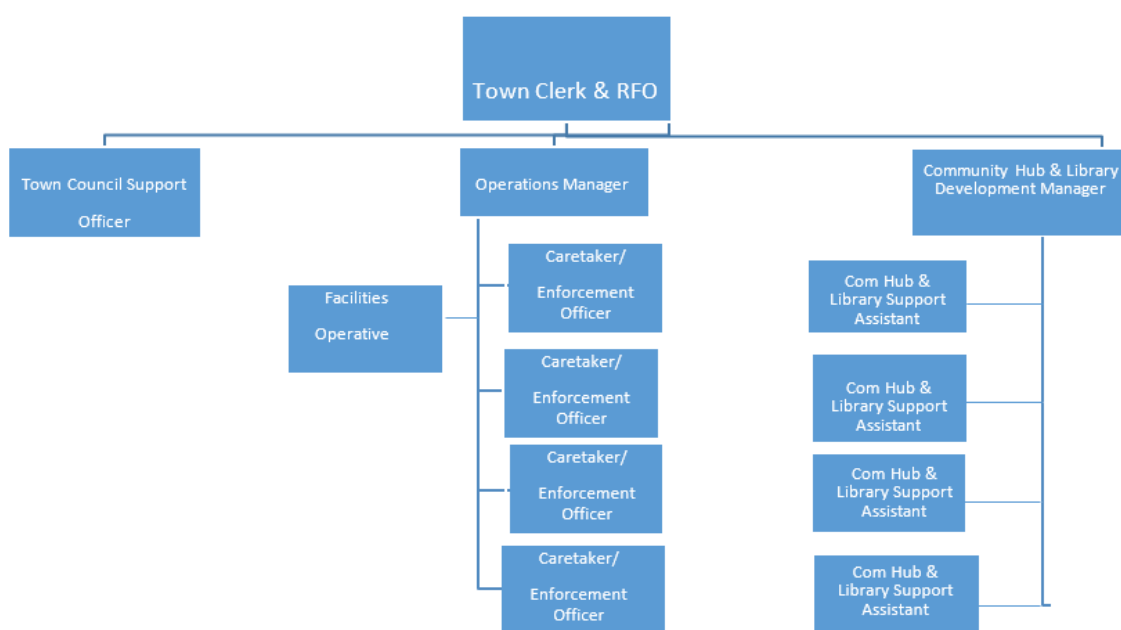 Town Clerk & RFO
Town Council Support
Officer
Operations Manager
Community Hub & Library
Development Manager
Facilities
Operative
Caretaker/
Enforcement
Officer
Caretaker/
Enforcement
Officer
Caretaker/
Enforcement
Officer
Caretaker/
Enforcement
Officer
Com Hub &
Library Support
Assistant
Com Hub &
Library Support
Assistant
Com Hub &
Library Support
Assistant
Com Hub &
Library Support
Assistant